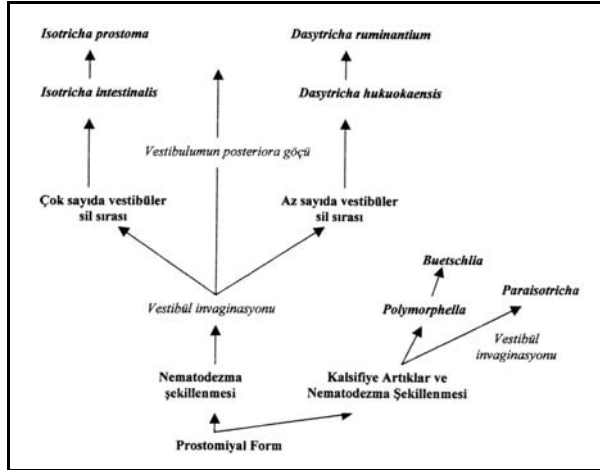 Isotricha prostoma
Dasytricha ruminantium
Isotricha intestinalis
Dasytricha hukuokaensis
Vestibulumun posteriora göçü
Çok sayıda vestibüler
sil sırası
Az sayıda vestibüler
sil sırası
Buetschlia
Paraisotricha
Vestibül invaginasyonu
Polymorphella
Vestibül
invaginasyonu
Nematodezma
şekillenmesi
Kalsifiye Artıklar ve
Nematodezma Şekillenmesi
Prostomiyal Form